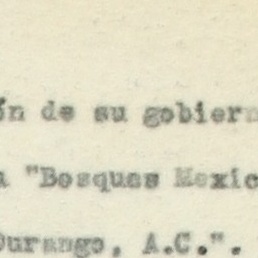 ón de su gobiern
a "Bosques Mexic
Durango, A.C.".